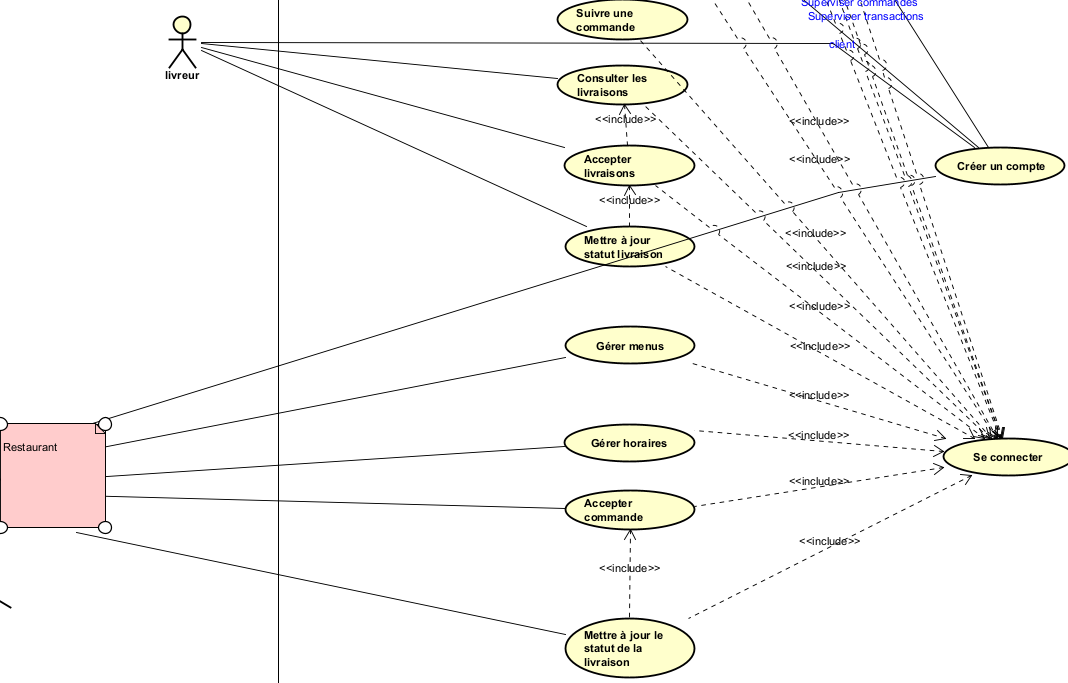 Superviser commandes
Suivre une
commande
Superviser transactions
client
livreur
Consulter les
livraisons
<<include>>
<<include>>
Accepter
livraisons
<<include>>
Créer un compte
<<include>>
Mettre à jour
statut livraison
<<include>>
<<include>>
<<include>>
Gérer menus
<<include>>
<<include>>
Restaurant
Gérer horaires
<<include>>
Se connecter
<<include>>
Accepter
commande
<<include>>
<<include>>
Mettre à jour le
statut de la
livraison